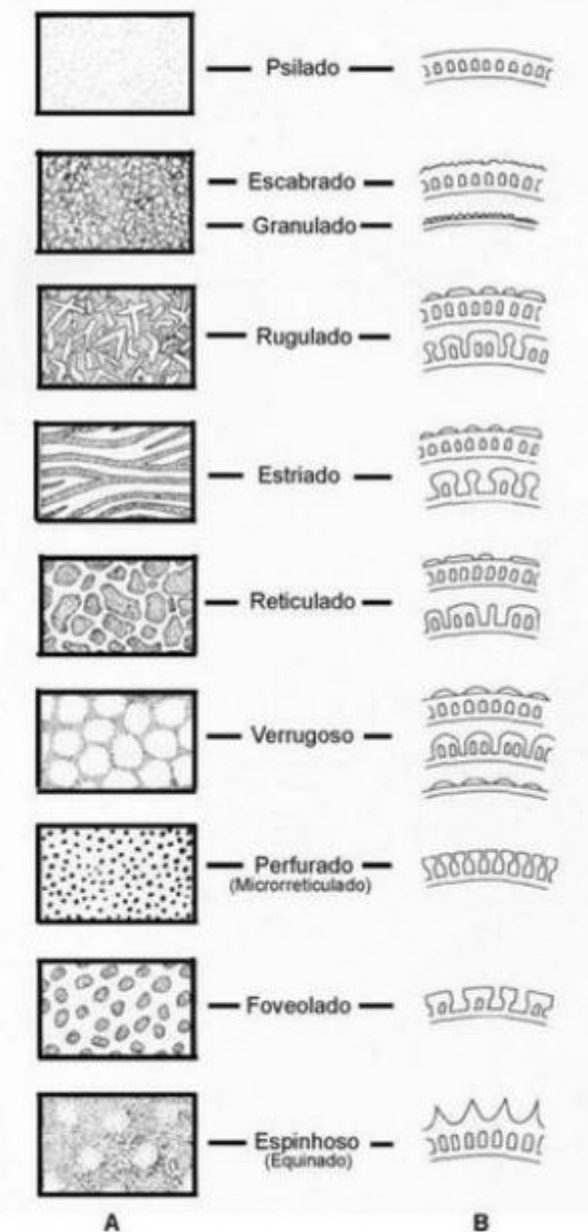 Psilado
Escabrado
Granulado
Rugulado
Estriado
Reticulado
Verrugoso
Perfurado
(Microrreticulado)
Foveolado
Espinhoso
(Equinado)
A B